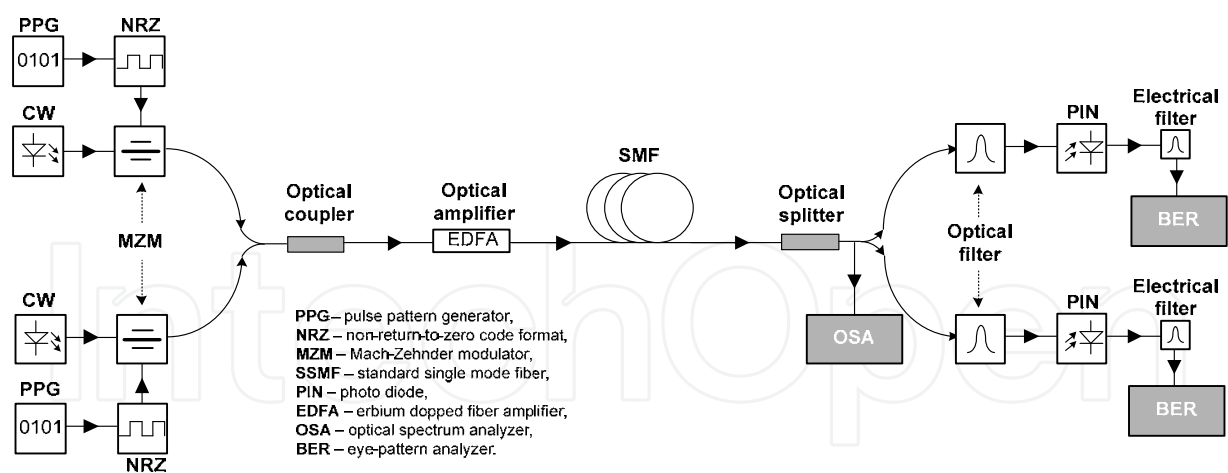 PPG
NRZ
0101
CW
MZM
CW
PPG
0101
NRZ
Optical
coupler
Optical
amplifier
EDFA
SMF
Optical
splitter
OSA
PIN
Electrical
filter
BER
Optical
filter
PIN
Electrical
filter
BER
PPG – pulse pattern generator,
NRZ – non-return-to-zero code format,
MZM – Mach-Zehnder modulator,
SSMF – standard single mode fiber,
PIN – photo diode,
EDFA – erbium dopped fiber amplifier,
OSA – optical spectrum analyzer,
BER – eye-pattern analyzer.
IntechOpen